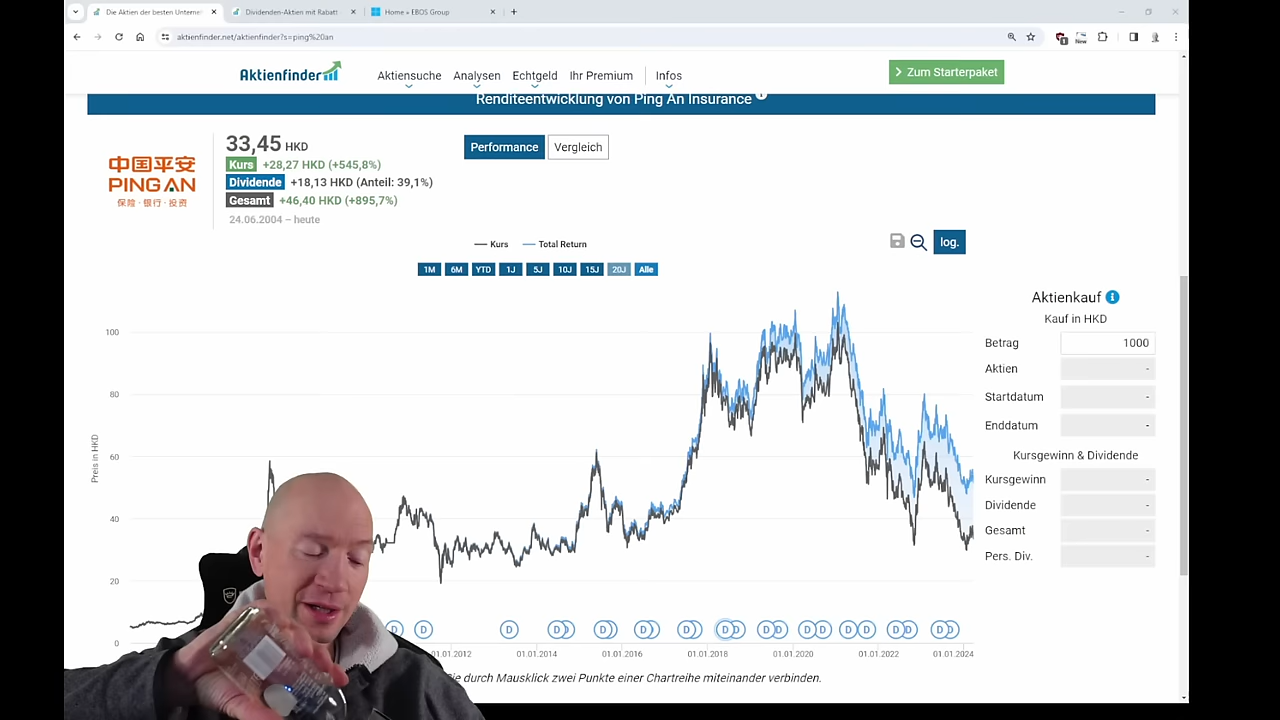 Die Aktien der besten Unterne
Dividenden-Aktien mit Rabatt
Home » EBOS Group
aktienfinder.net/aktienfinder?s=ping%20an
New
Aktienfinder
Aktiensuche
Analysen
Echtgeld
Ihr Premium
Infos
Zum Starterpaket
Renditeentwicklung von Ping An Insurance
中国平安
PING AN
保险·银行·投资
33,45 HKD
Kurs +28,27 HKD (+545,8%)
Dividende +18,13 HKD (Anteil: 39,1%)
Gesamt +46,40 HKD (+895,7%)
24.06.2004 – heute
Performance
Vergleich
Kurs
Total Return
log.
1M
6M
YTD
1J
5J
10J
15J
20J
Alle
Preis in HKD
100
80
60
40
20
0
D D D D D D D D D D D D D D D D D D D D D
01.01.2012
01.01.2014
01.01.2016
01.01.2018
01.01.2020
01.01.2022
01.01.2024
durch Mausklick zwei Punkte einer Chartreihe miteinander verbinden.
Aktienkauf
Kauf in HKD
Betrag 1000
Aktien -
Startdatum -
Enddatum -
Kursgewinn & Dividende
Kursgewinn -
Dividende -
Gesamt -
Pers. Div. -